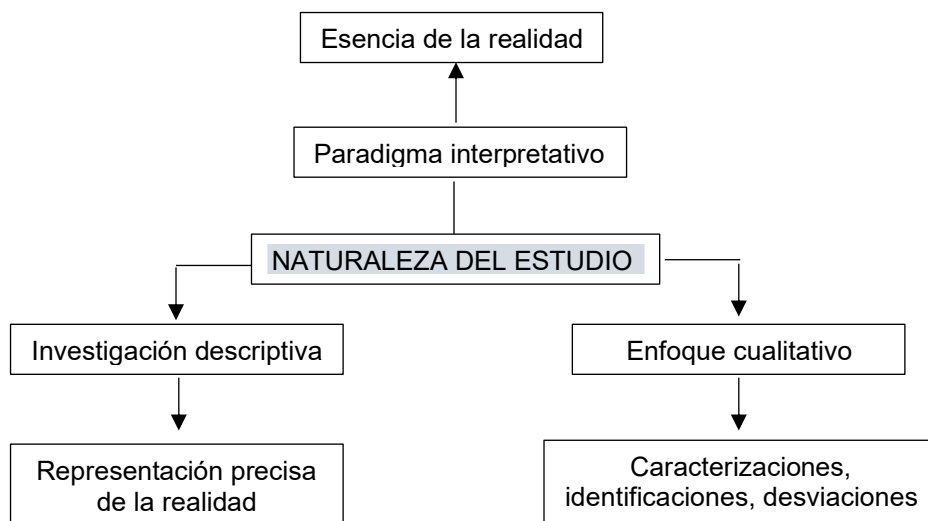 Esencia de la realidad
Paradigma interpretativo
NATURALEZA DEL ESTUDIO
Investigación descriptiva
Enfoque cualitativo
Representación precisa
de la realidad
Caracterizaciones,
identificaciones, desviaciones